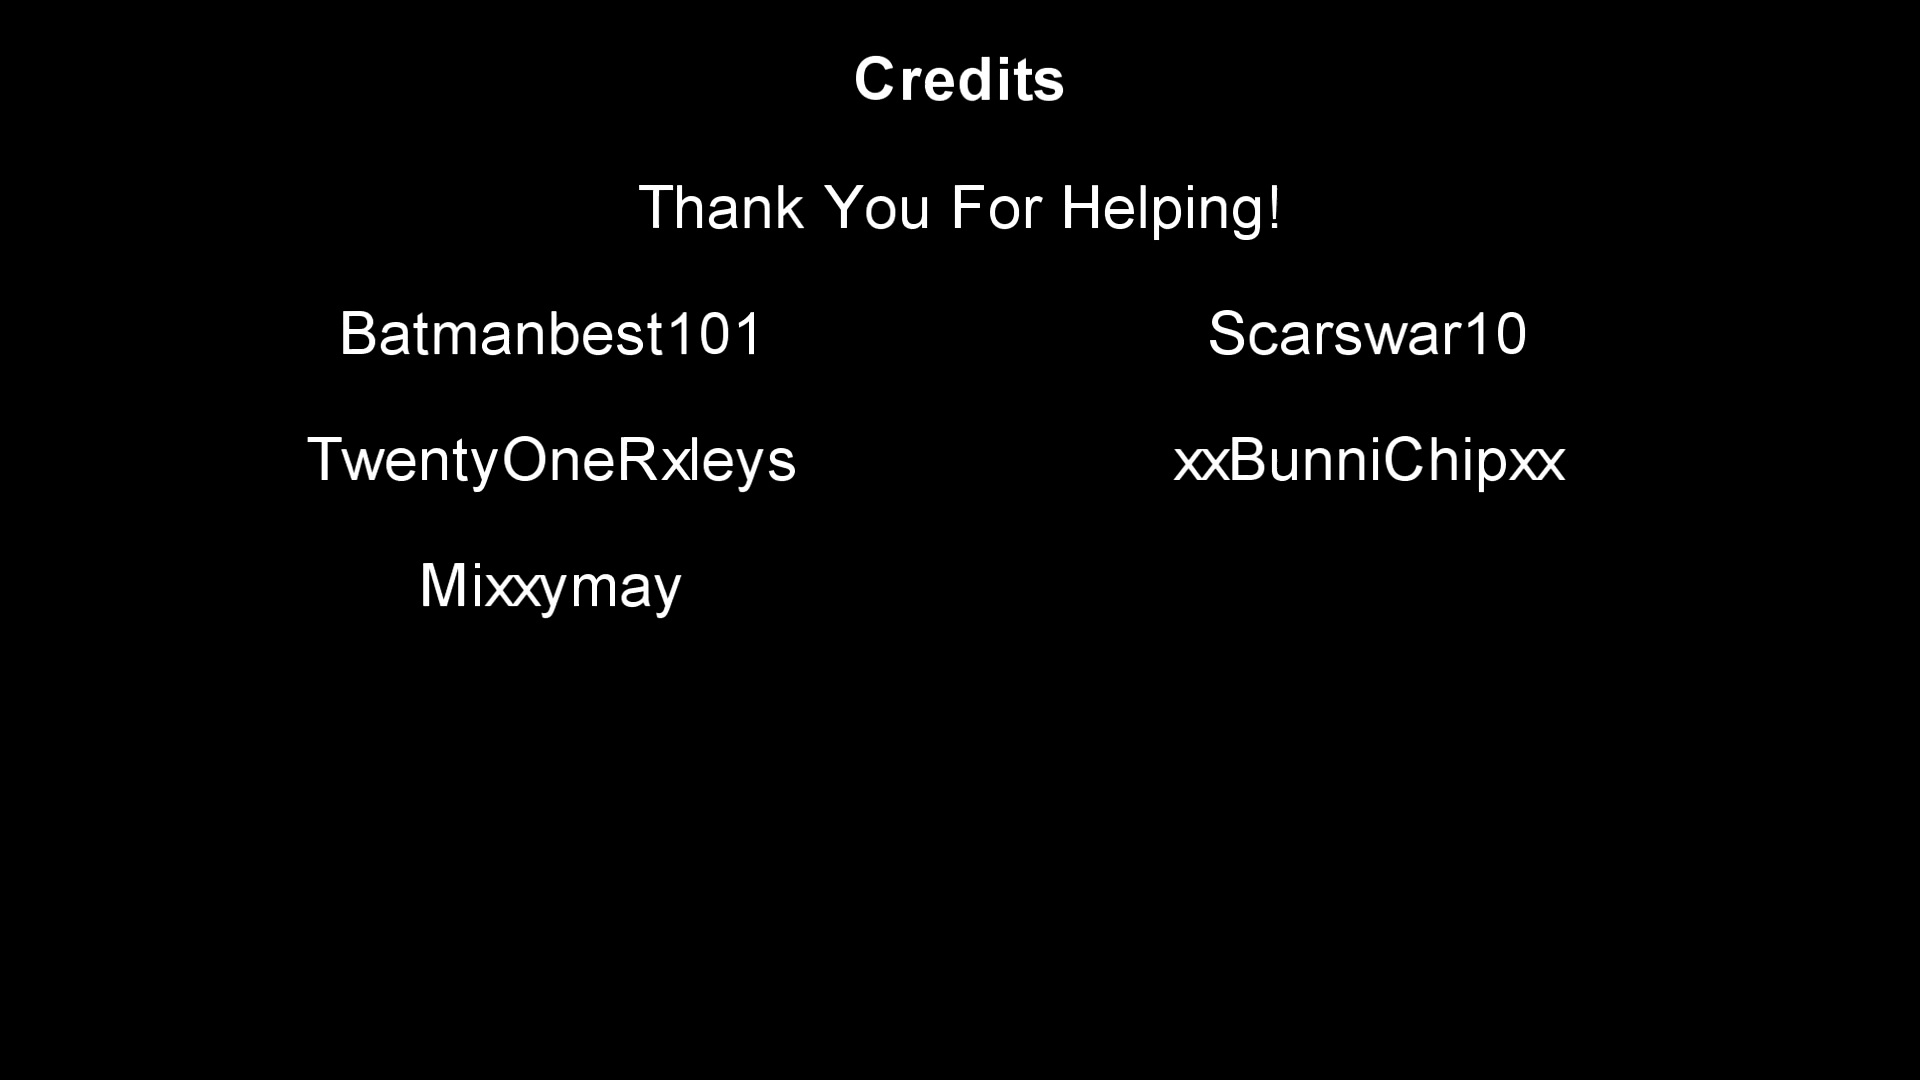 Credits
Thank You For Helping!
Batmanbest101 Scarswar10
TwentyOneRxleys xxBunniChipxx
Mixxymay